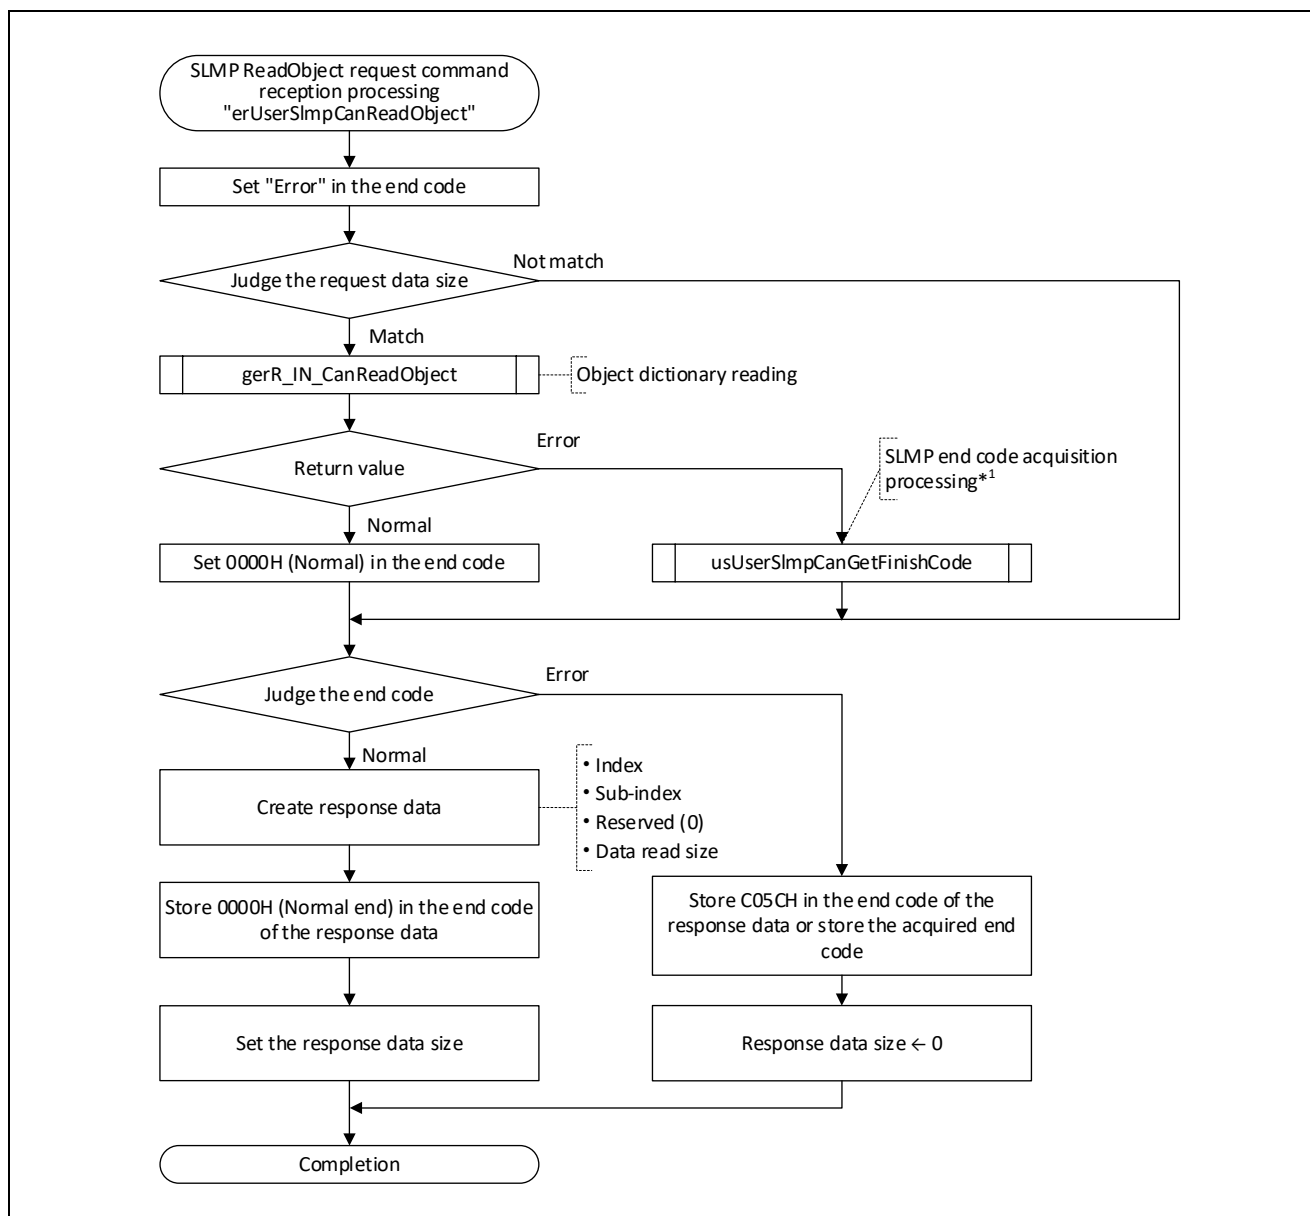 SLMP ReadObject request command
reception processing
"erUserSlmpCanReadObject"
Set "Error" in the end code
Judge the request data size
Not match
Match
gerR_IN_CanReadObject
Object dictionary reading
Return value
Error
SLMP end code acquisition
processing*1
Normal
Set 0000H (Normal) in the end code
usUserSlmpCanGetFinishCode
Judge the end code
Error
Normal
Create response data
• Index
• Sub-index
• Reserved (0)
• Data read size
Store 0000H (Normal end) in the end code
of the response data
Store C05CH in the end code of the
response data or store the acquired end
code
Set the response data size
Response data size ← 0
Completion